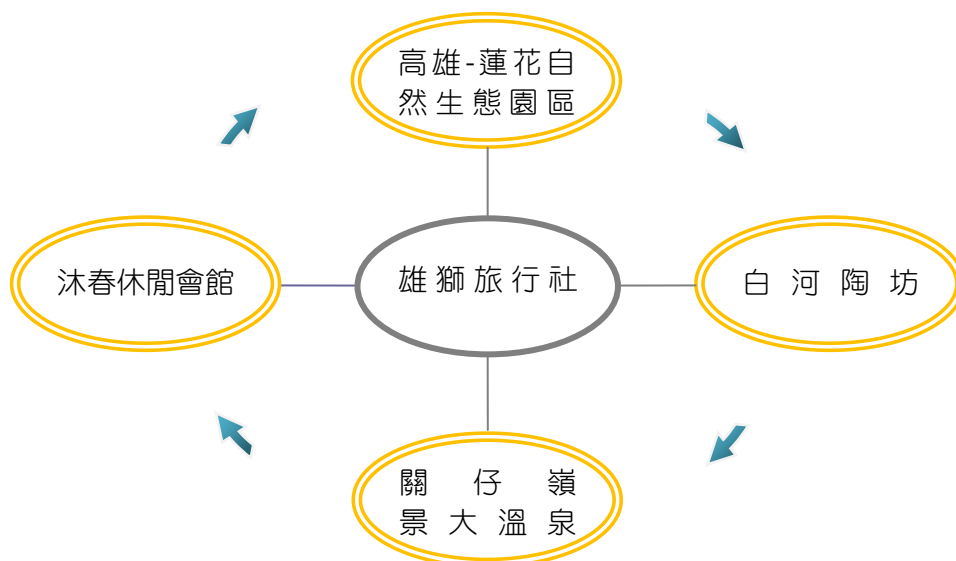 高雄-蓮花自
然生態園區
沐春休閒會館
雄獅旅行社
白河陶坊
關仔嶺
景大溫泉